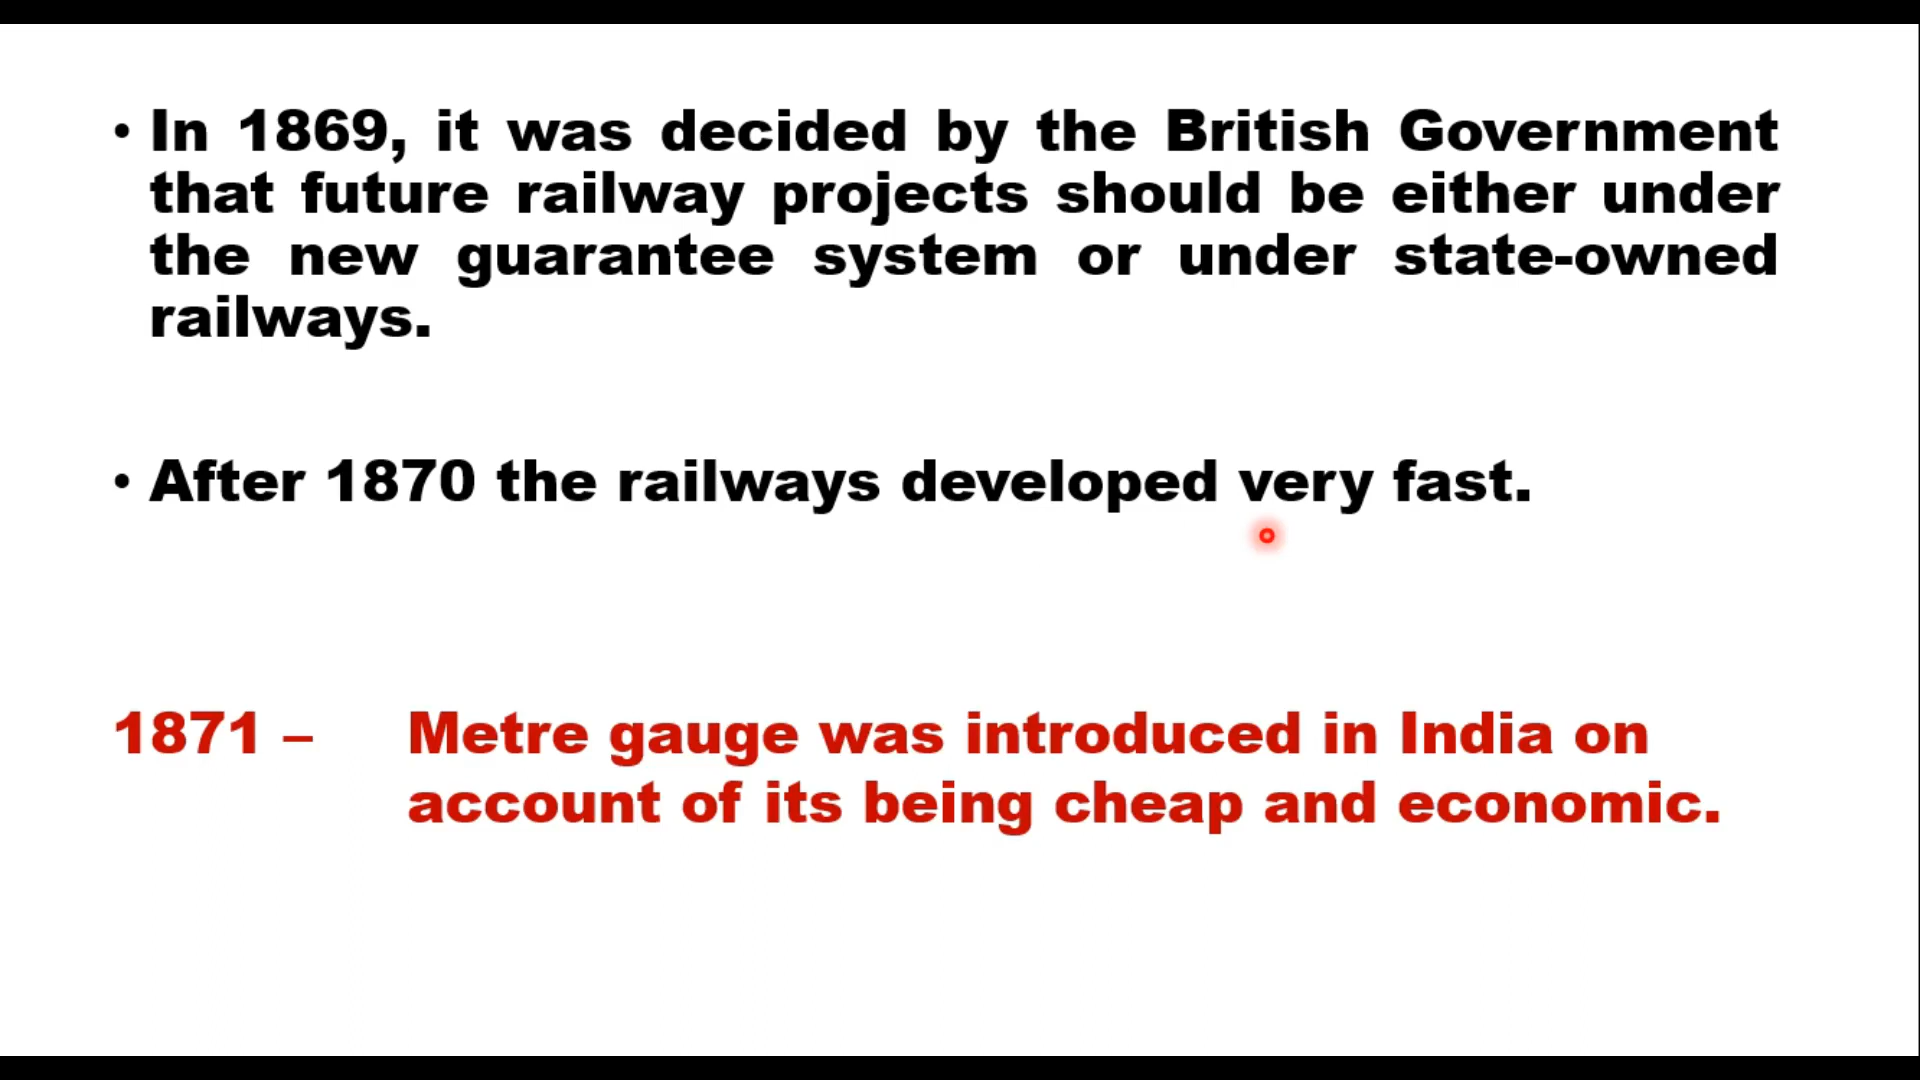 • In 1869, it was decided by the British Government
that future railway projects should be either under
the new guarantee system or under state-owned
railways.
• After 1870 the railways developed very fast.
1871 – Metre gauge was introduced in India on
account of its being cheap and economic.